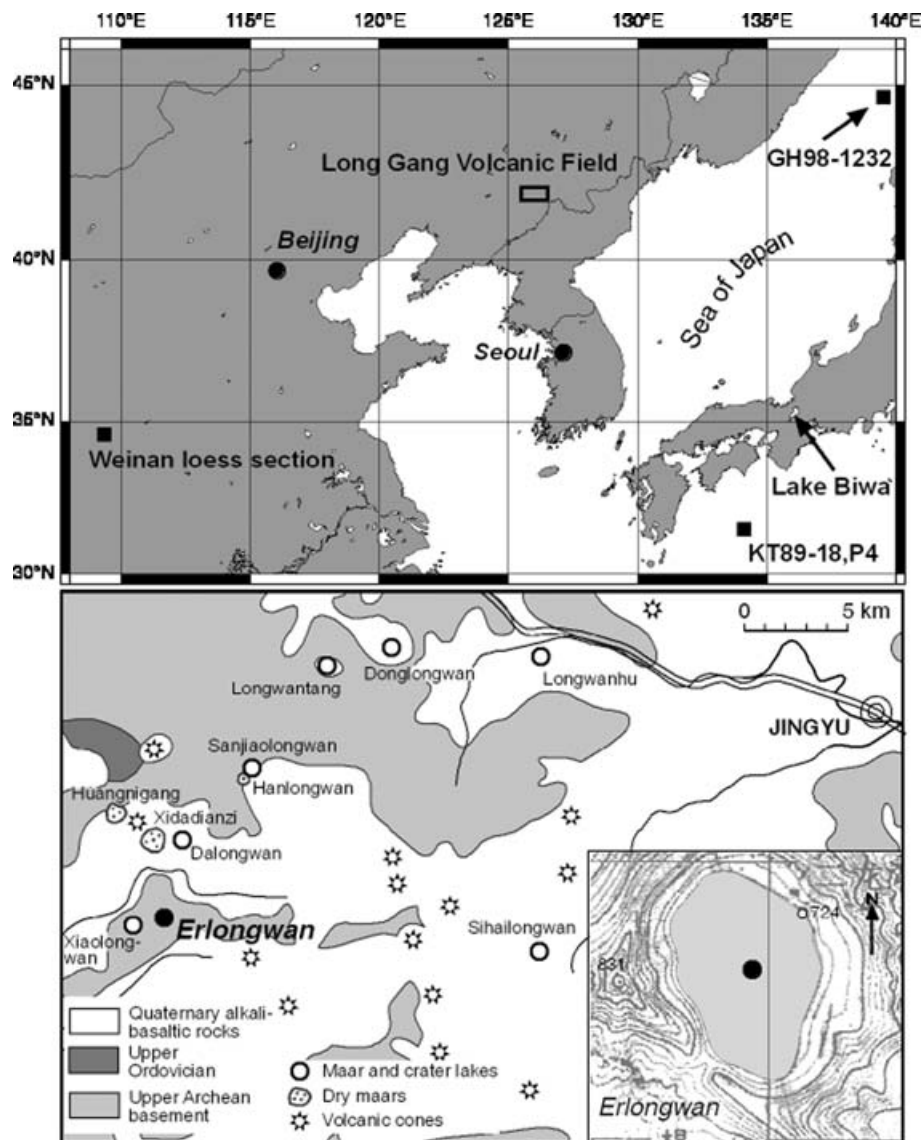 110°E 115°E 120°E 125°E 130°E 135°E 140°E
45°N
GH98-1232
Long Gang Volcanic Field
40°N
Beijing
Sea of Japan
Seoul
35°N
Weinan loess section
Lake Biwa
KT89-18,P4
30°N
0 5 km
Longwantang
Donglongwan
Longwanhu
JINGYU
Sanjiaolongwan
Hanlongwan
Huangnigang
Xidadianzi
Dalongwan
Erlongwan
Xiaolong-
wan
Sihailongwan
724
N
831
Erlongwan
Quaternary alkali-
basaltic rocks
Upper
Ordovician
Upper Archean
basement
Maar and crater lakes
Dry maars
Volcanic cones